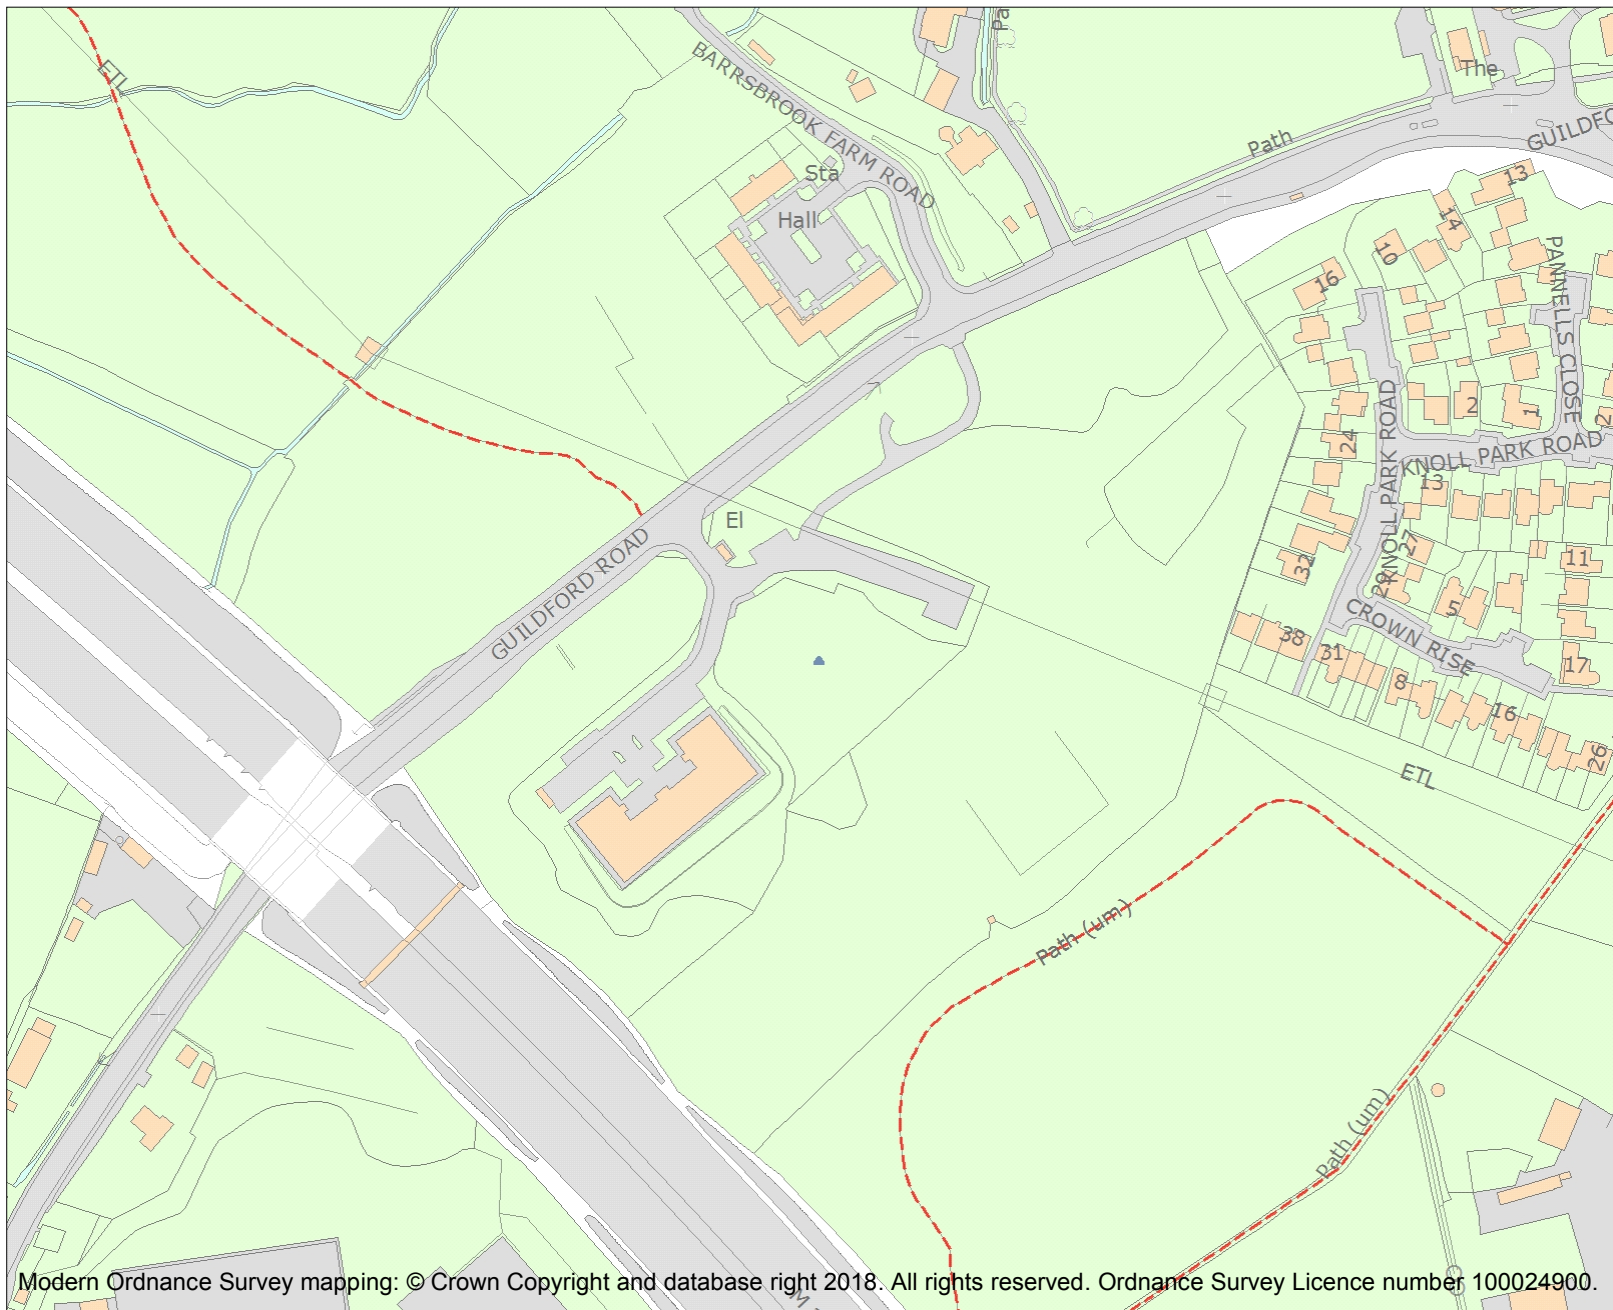 Pa
The
ETL
BARRSBROOK FARM ROAD
Path
GUILDFO
Sta
Hall
13
14
10
16
PANNELLS CLOSE
2
1
2
24
KNOLL PARK ROAD
KNOLL PARK ROAD
13
El
27
32
29
11
GUILDFORD ROAD
5
CROWN RISE
38
31
17
8
16
26
ETL
Path (um)
Path (um)
M
Modern Ordnance Survey mapping: © Crown Copyright and database right 2018. All rights reserved. Ordnance Survey Licence number 100024900.